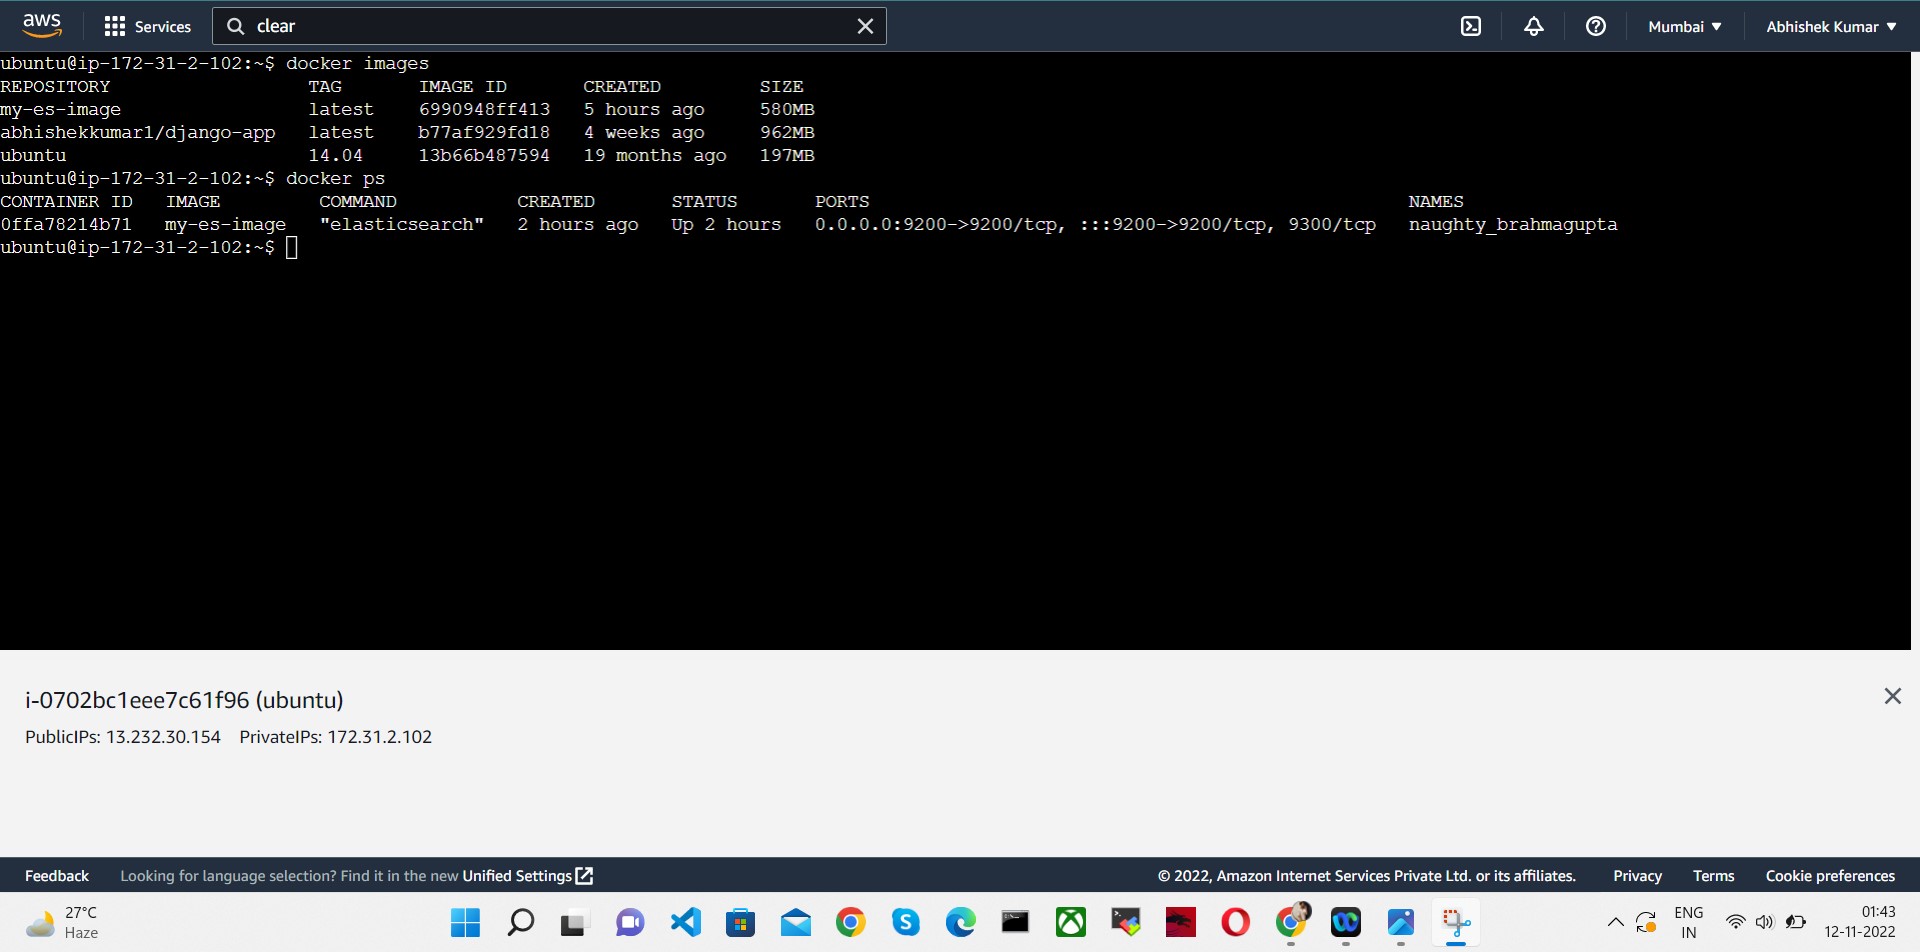 aws Services clear Mumbai ▼ Abhishek Kumar ▼
ubuntu@ip-172-31-2-102:~$ docker images
REPOSITORY TAG IMAGE ID CREATED SIZE
my-es-image latest 6990948ff413 5 hours ago 580MB
abhishekkumar1/django-app latest b77af929fd18 4 weeks ago 962MB
ubuntu 14.04 13b66b487594 19 months ago 197MB
ubuntu@ip-172-31-2-102:~$ docker ps
CONTAINER ID IMAGE COMMAND CREATED STATUS PORTS NAMES
0ffa78214b71 my-es-image "elasticsearch" 2 hours ago Up 2 hours 0.0.0.0:9200->9200/tcp, :::9200->9200/tcp, 9300/tcp naughty_brahmagupta
ubuntu@ip-172-31-2-102:~$
i-0702bc1eee7c61f96 (ubuntu)
PublicIPs: 13.232.30.154 PrivateIPs: 172.31.2.102
Feedback Looking for language selection? Find it in the new Unified Settings © 2022, Amazon Internet Services Private Ltd. or its affiliates. Privacy Terms Cookie preferences
27°C ENG 01:43
Haze IN 12-11-2022